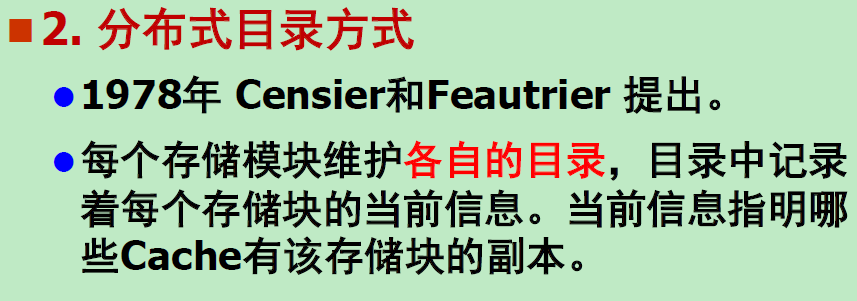 2. 分布式目录方式
1978年 Censier和Feautrier 提出。
每个存储模块维护各自的目录，目录中记录
着每个存储块的当前信息。当前信息指明哪
些Cache有该存储块的副本。